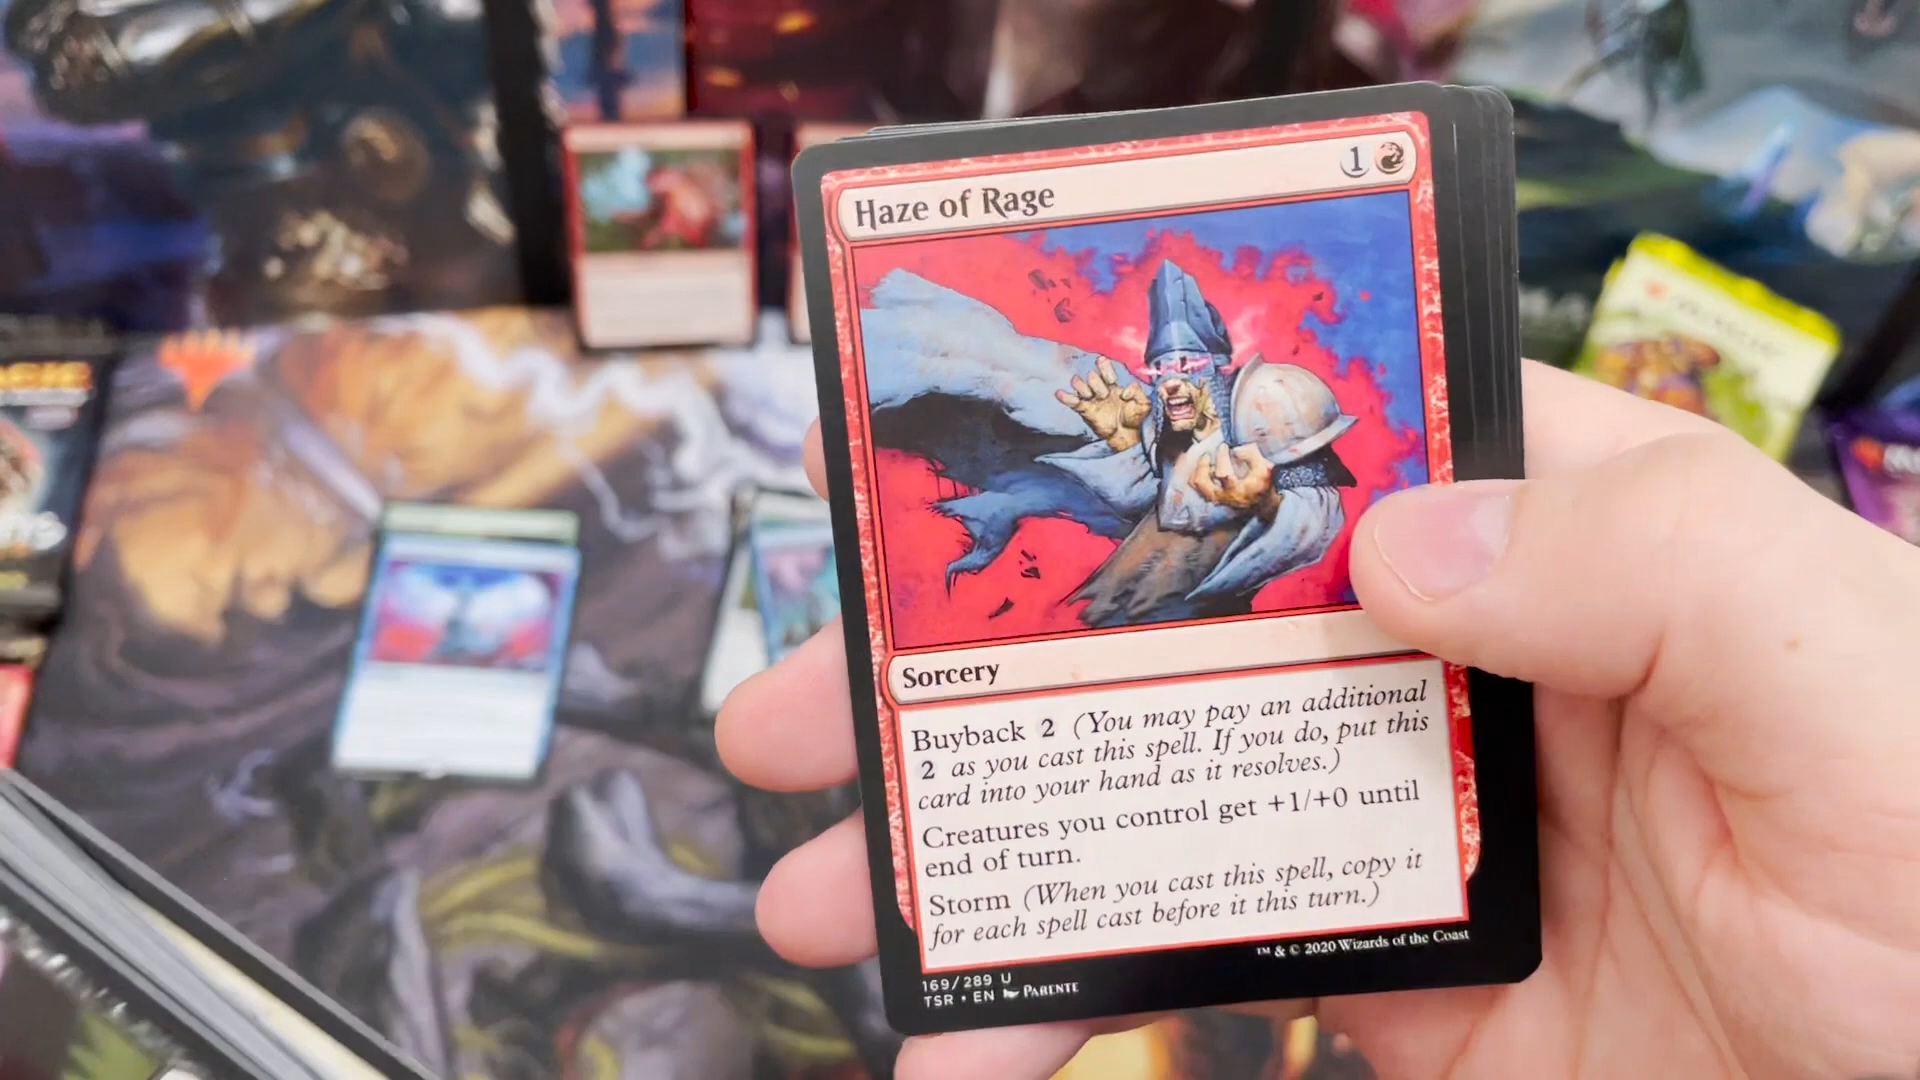 Haze of Rage
1
Sorcery
Buyback 2 (You may pay an additional
2 as you cast this spell. If you do, put this
card into your hand as it resolves.)
Creatures you control get +1/+0 until
end of turn.
Storm (When you cast this spell, copy it
for each spell cast before it this turn.)
™ & © 2020 Wizards of the Coast
169/289 U
TSR • EN PARENTE